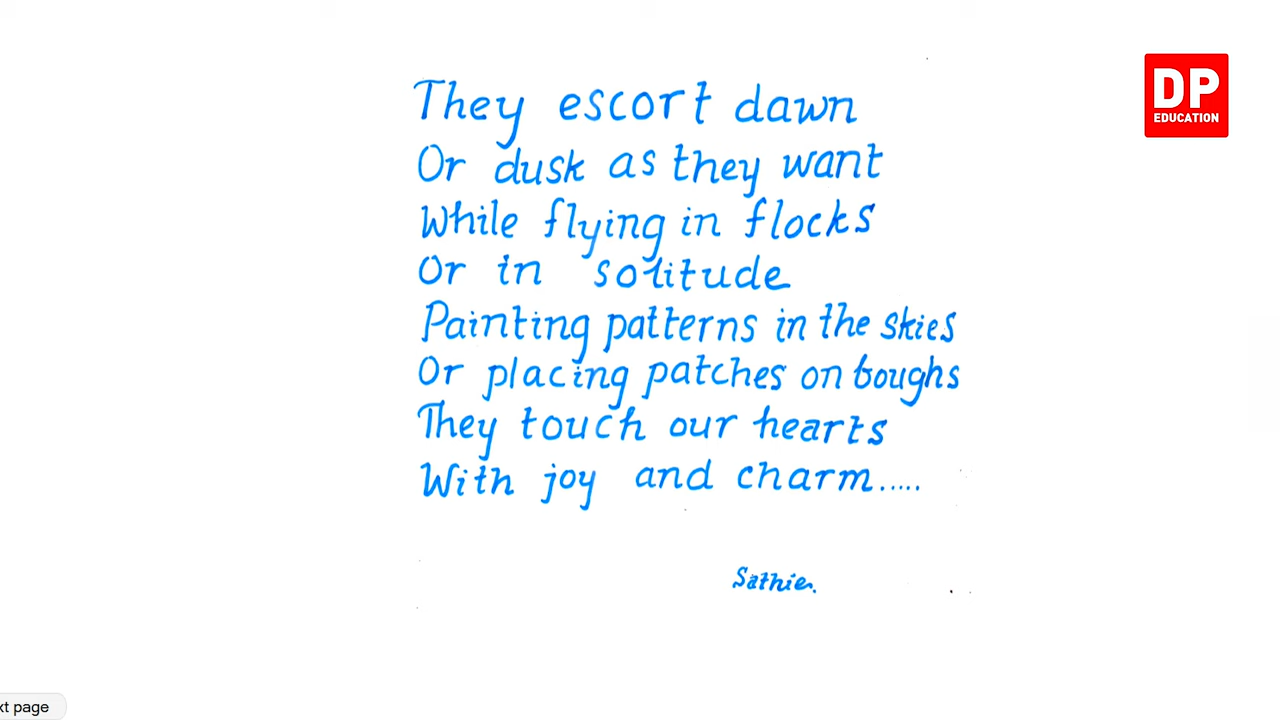 They escort dawn
Or dusk as they want
While flying in flocks
Or in solitude
Painting patterns in the skies
Or placing patches on boughs
They touch our hearts
With joy and charm.....
Sathie.
DP
EDUCATION
xt page